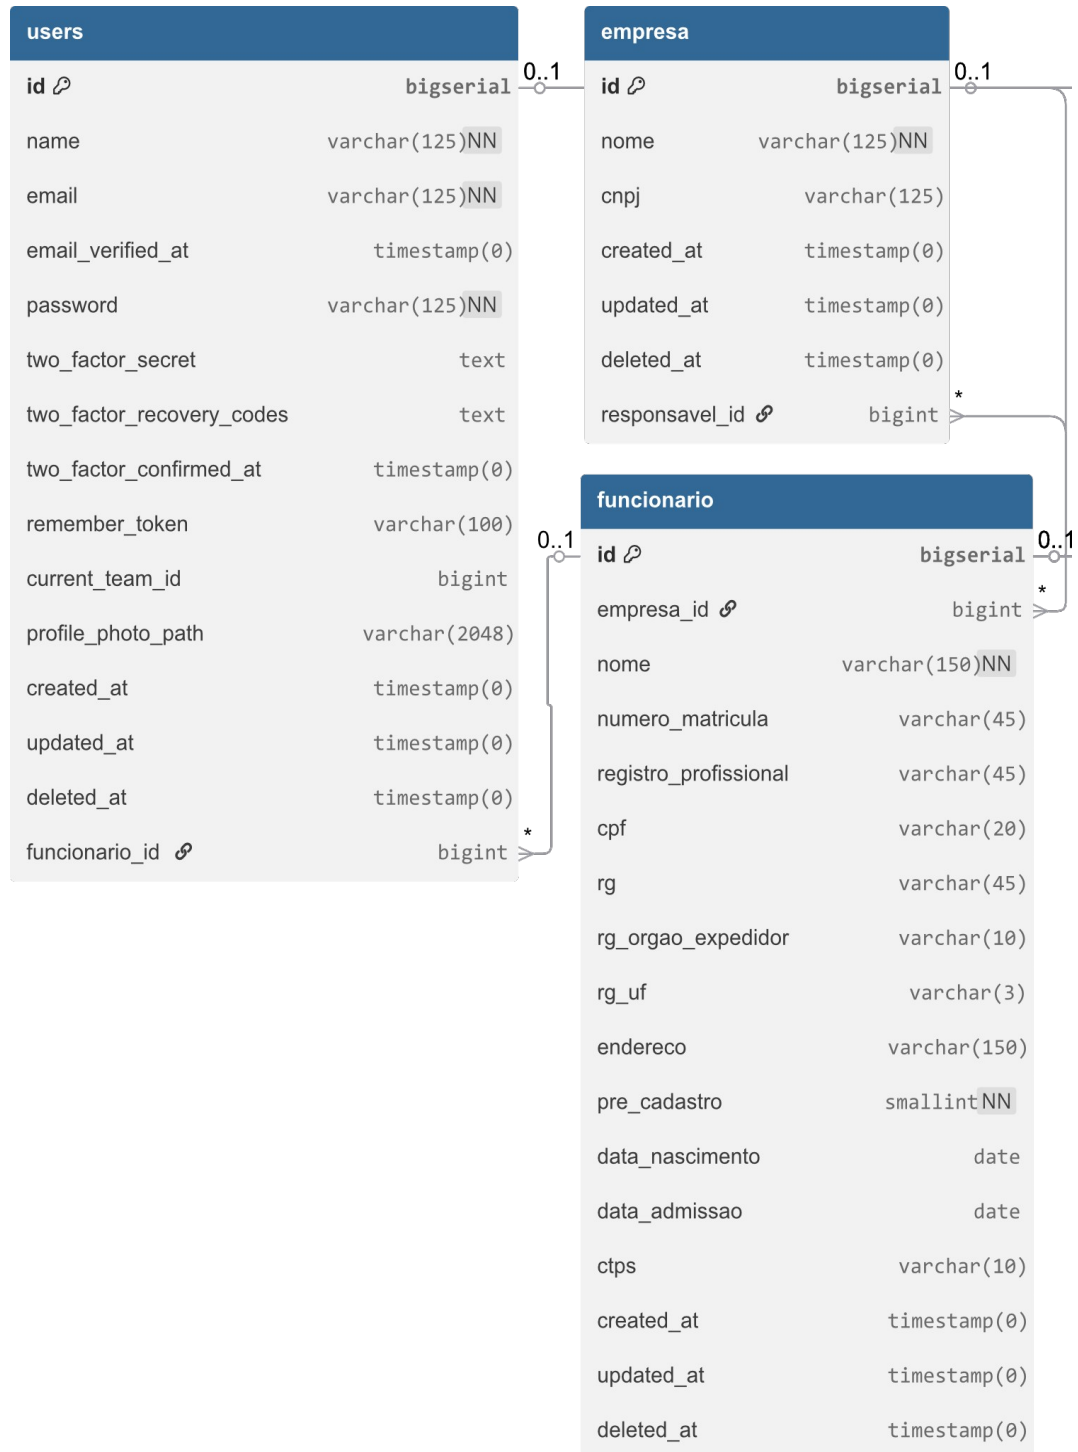 users
id bigserial
name varchar(125) NN
email varchar(125) NN
email_verified_at timestamp(0)
password varchar(125) NN
two_factor_secret text
two_factor_recovery_codes text
two_factor_confirmed_at timestamp(0)
remember_token varchar(100)
current_team_id bigint
profile_photo_path varchar(2048)
created_at timestamp(0)
updated_at timestamp(0)
deleted_at timestamp(0)
funcionario_id bigint
0..1
*
empresa
id bigserial
nome varchar(125) NN
cnpj varchar(125)
created_at timestamp(0)
updated_at timestamp(0)
deleted_at timestamp(0)
responsavel_id bigint
0..1
*
funcionario
0..1
id bigserial
0..1
empresa_id bigint
*
nome varchar(150) NN
numero_matricula varchar(45)
registro_profissional varchar(45)
cpf varchar(20)
rg varchar(45)
rg_orgao_expedidor varchar(10)
rg_uf varchar(3)
endereco varchar(150)
pre_cadastro smallint NN
data_nascimento date
data_admissao date
ctps varchar(10)
created_at timestamp(0)
updated_at timestamp(0)
deleted_at timestamp(0)